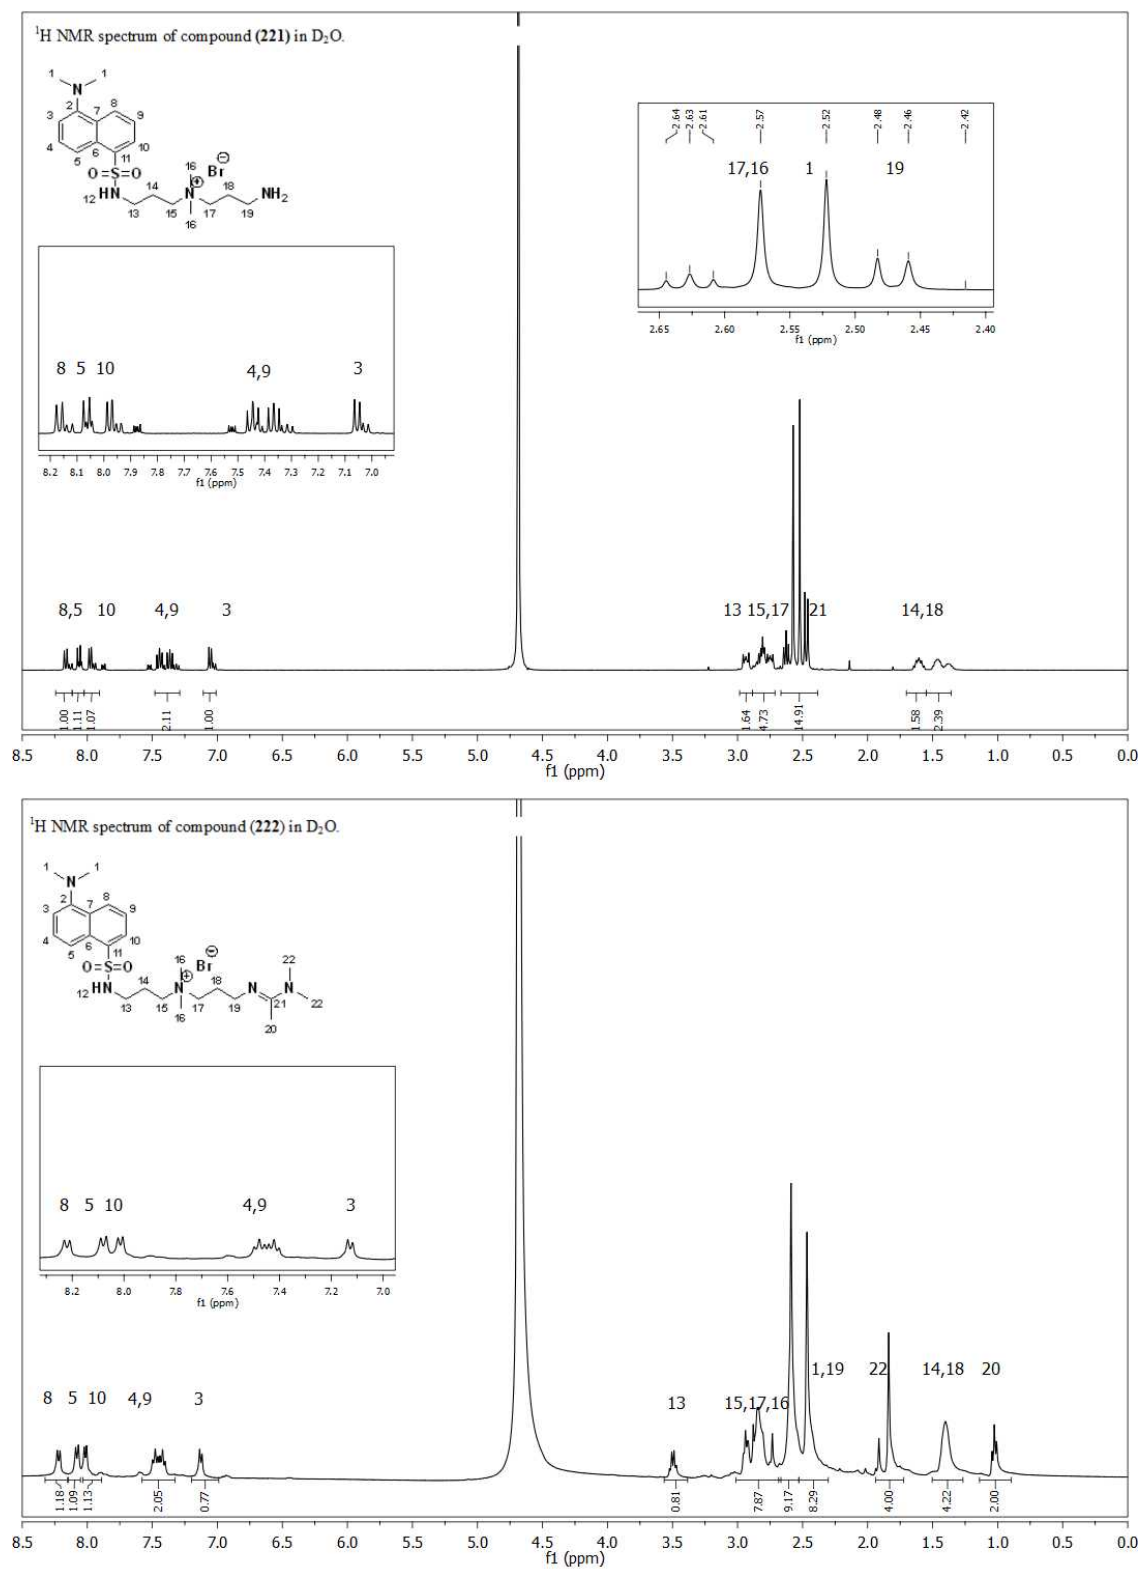 ¹H NMR spectrum of compound (221) in D₂O.
1 1
N
2 8
3 7 9
4 6 10
5 11
O=S=O
16 Br⊖
HN 14 N⊕ 18 NH₂
12 13 15 17 19
16
2.64 2.63 2.61 2.57 2.52 2.48 2.46 2.42
17,16 1 19
2.65 2.60 2.55 2.50 2.45 2.40
f1 (ppm)
8 5 10 4,9 3
8.2 8.1 8.0 7.9 7.8 7.7 7.6 7.5 7.4 7.3 7.2 7.1 7.0
f1 (ppm)
8,5 10 4,9 3 13 15,17 21 14,18
1.00 1.11 1.07 2.11 1.00 1.64 4.73 14.91 1.58 2.39
8.5 8.0 7.5 7.0 6.5 6.0 5.5 5.0 4.5 4.0 3.5 3.0 2.5 2.0 1.5 1.0 0.5 0.0
f1 (ppm)
¹H NMR spectrum of compound (222) in D₂O.
1 1
N
2 8
3 7 9
4 6 10
5 11
O=S=O
16 Br⊖ 22
HN 14 N⊕ 18 N N
12 13 15 17 19 21 22
16 20
8 5 10 4,9 3
8.2 8.0 7.8 7.6 7.4 7.2 7.0
f1 (ppm)
8 5 10 4,9 3 13 15,17,16 1,19 22 14,18 20
1.18 1.09 1.13 2.05 0.77 0.81 7.87 9.17 8.29 4.00 4.22 2.00
8.5 8.0 7.5 7.0 6.5 6.0 5.5 5.0 4.5 4.0 3.5 3.0 2.5 2.0 1.5 1.0 0.5 0.0
f1 (ppm)